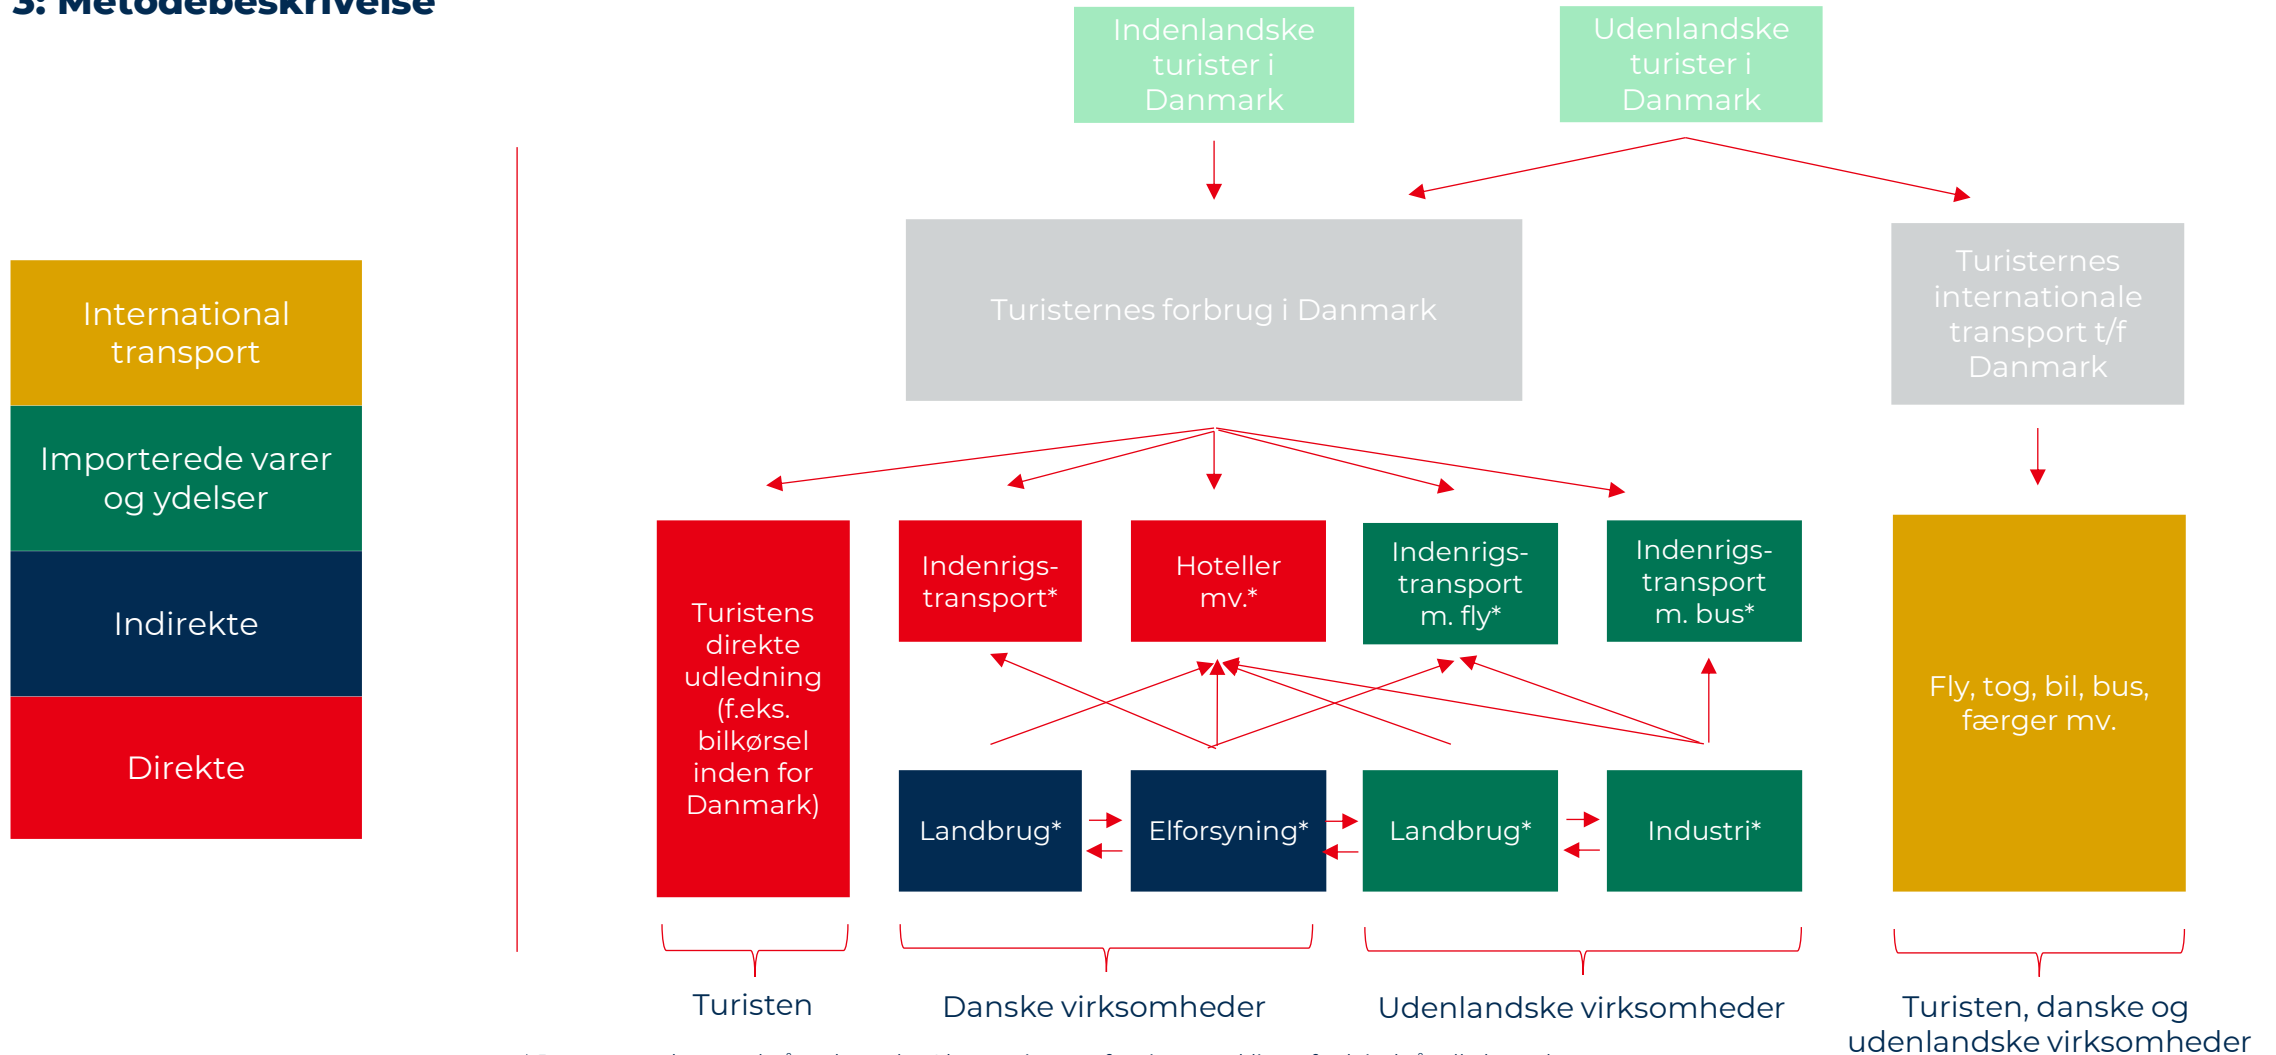 3: Metodebeskrivelse
Indenlandske
turister i
Danmark
Udenlandske
turister i
Danmark
Turisternes forbrug i Danmark
Turisternes
internationale
transport t/f
Danmark
International
transport
Importerede varer
og ydelser
Indirekte
Direkte
Turistens
direkte
udledning
(f.eks.
bilkørsel
inden for
Danmark)
Indenrigs-
transport*
Hoteller
mv.*
Indenrigs-
transport
m. fly*
Indenrigs-
transport
m. bus*
Fly, tog, bil, bus,
færger mv.
Landbrug*
Elforsyning*
Landbrug*
Industri*
Turisten
Danske virksomheder
Udenlandske virksomheder
Turisten, danske og
udenlandske virksomheder